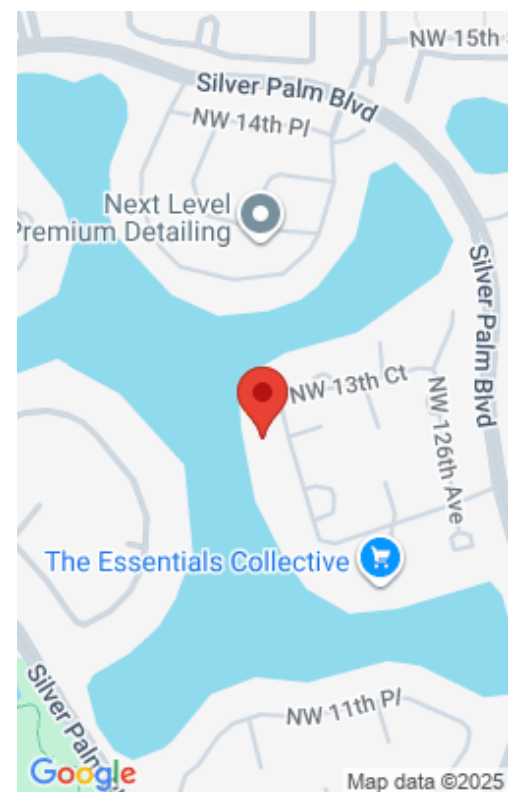 NW 15th
Silver Palm Blvd
NW 14th Pl
Next Level
Premium Detailing
Silver Palm Blvd
NW 13th Ct
NW 126th Ave
The Essentials Collective
Silver Palm
NW 11th Pl
Google
Map data ©2025